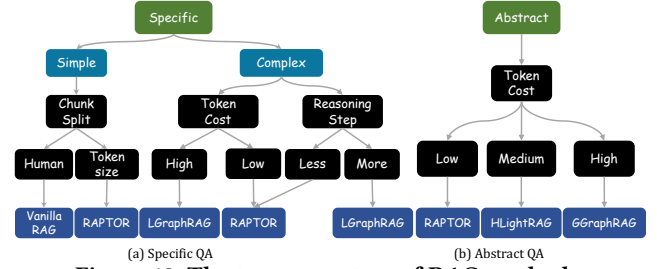 Specific
Abstract
Simple
Complex
Token
Cost
Chunk
Split
Token
Cost
Reasoning
Step
Human
Token
size
High
Low
Less
More
Low
Medium
High
Vanilla
RAG
RAPTOR
LGraphRAG
RAPTOR
LGraphRAG
RAPTOR
HLightRAG
GGraphRAG
(a) Specific QA
(b) Abstract QA